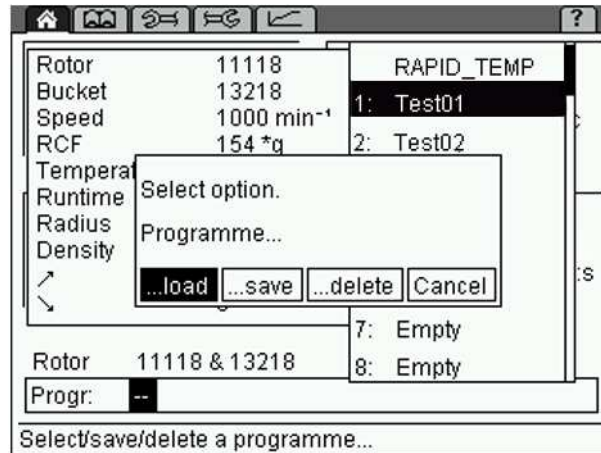 ?
Rotor 11118
Bucket 13218
Speed 1000 min⁻¹
RCF 154 *g
Runtime
Radius
Density
RAPID_TEMP
1: Test01
2: Test02
7: Empty
8: Empty
Select option.
Programme...
...load ...save ...delete Cancel
Rotor 11118 & 13218
Progr: --
Select/save/delete a programme...